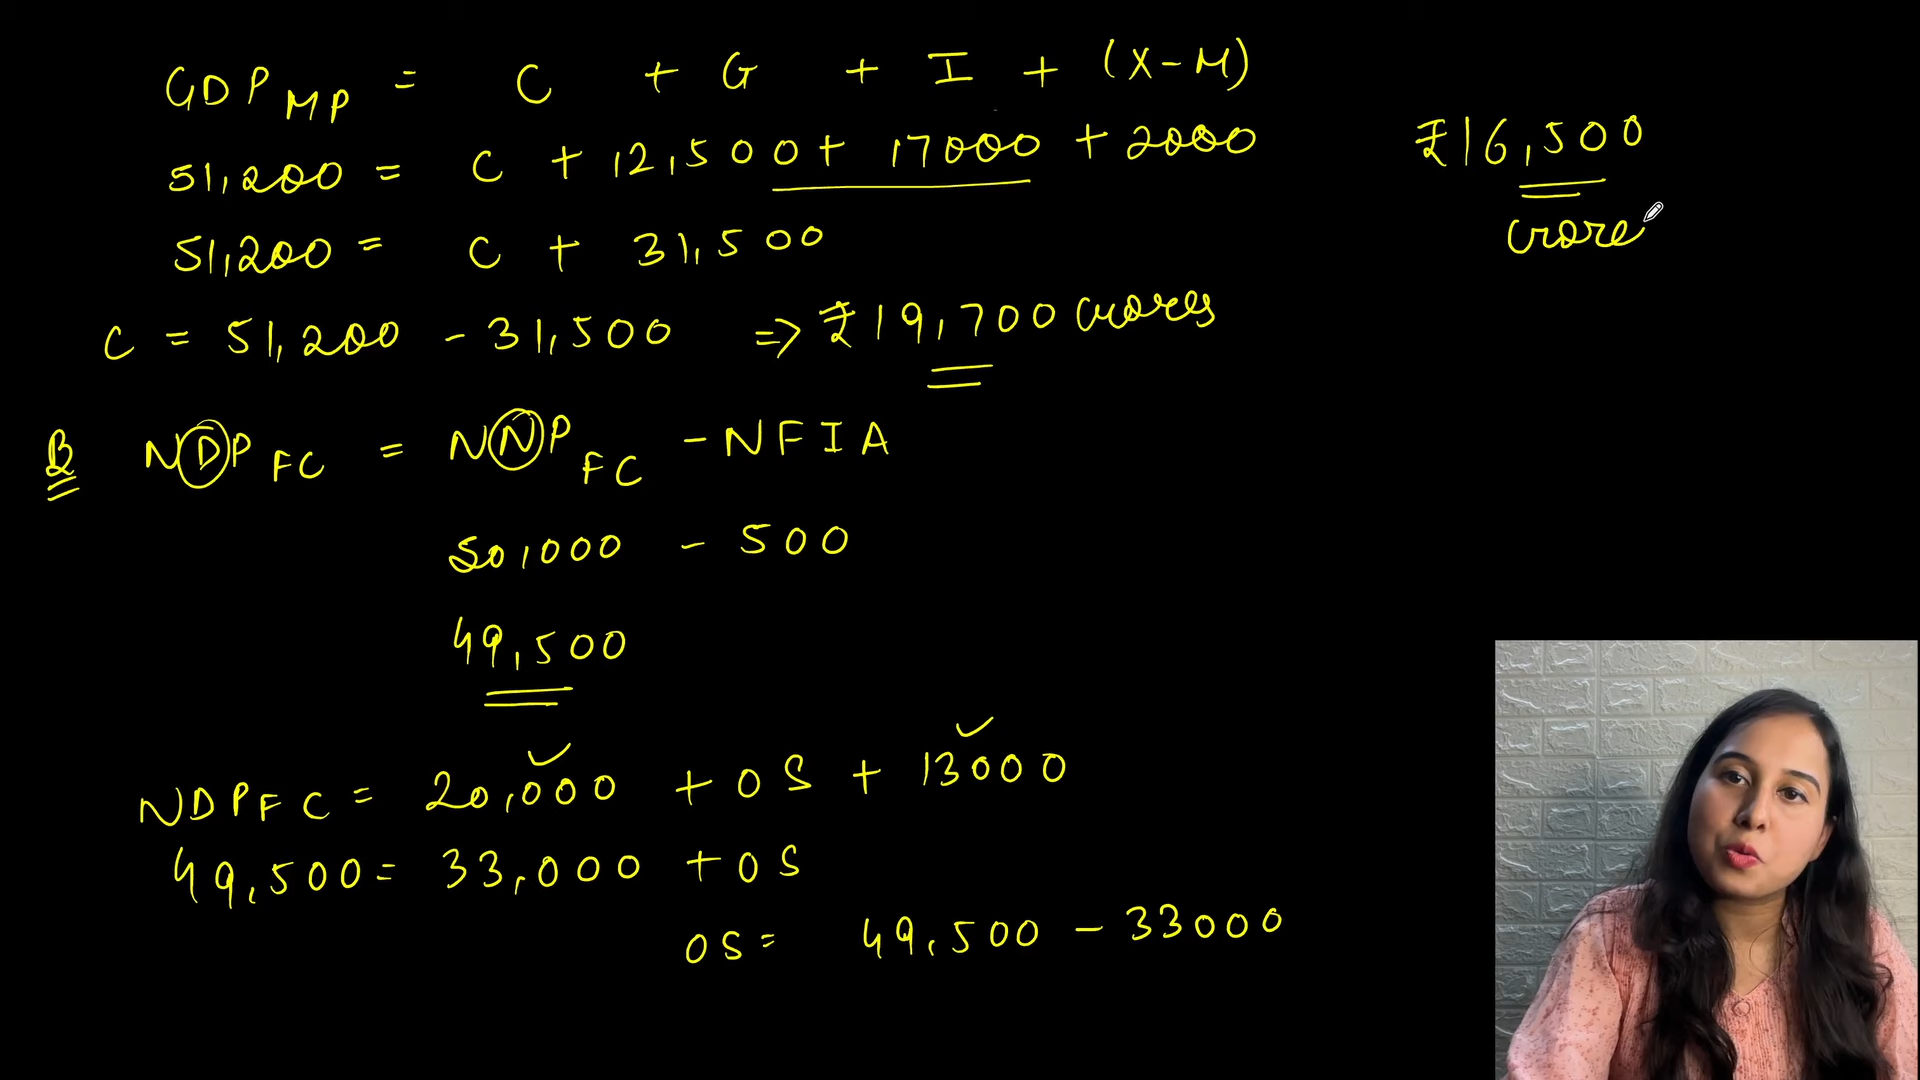 GDP MP = C + G + I + (X-M)
51,200 = C + 12,500 + 17000 + 2000
51,200 = C + 31,500
C = 51,200 - 31,500 => ₹19,700 crores
B NDP FC = NNP FC - NFIA
50,000 - 500
49,500
NDPFC = 20,000 + OS + 13000
49,500 = 33,000 + OS
OS = 49,500 - 33000
₹16,500
crore